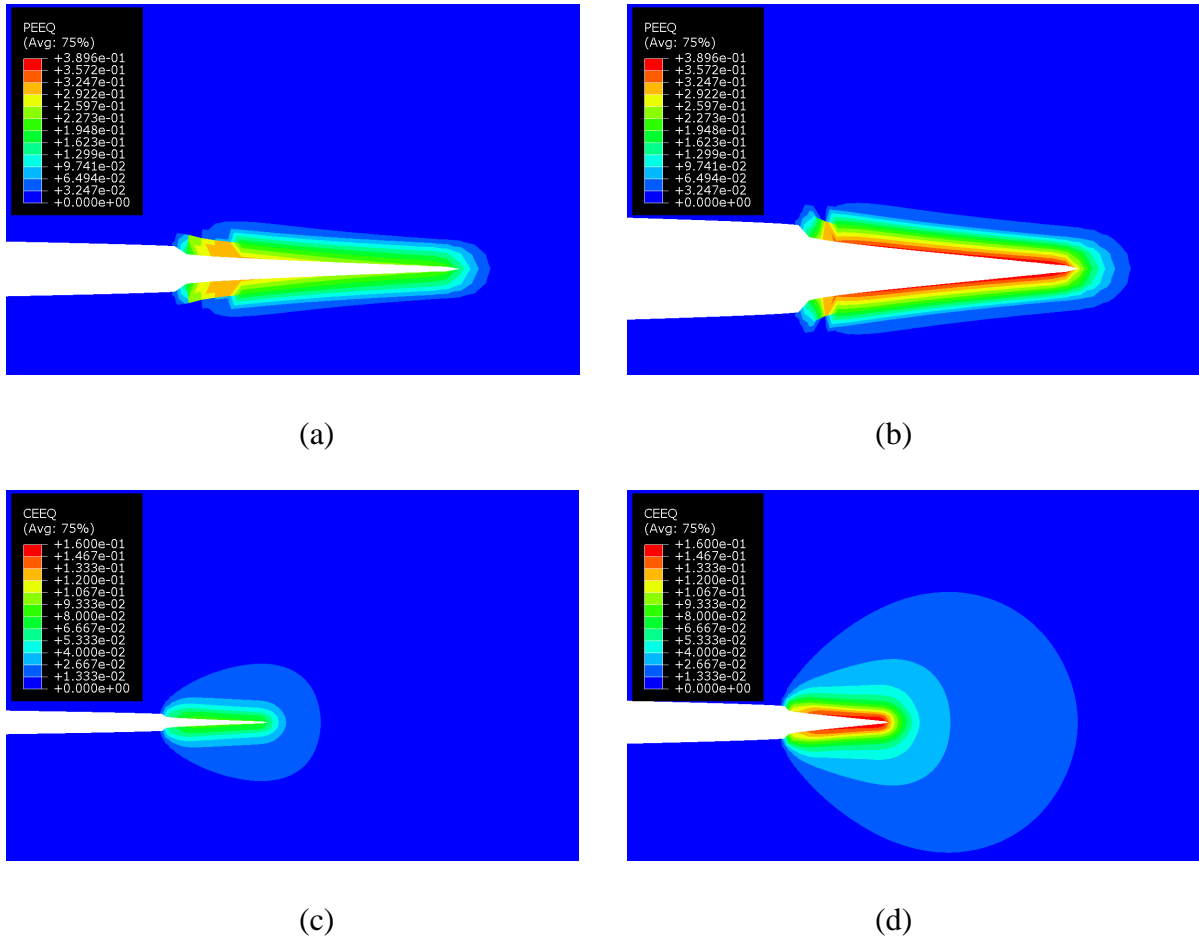 PEEQ
(Avg: 75%)
+3.896e-01
+3.572e-01
+3.247e-01
+2.922e-01
+2.597e-01
+2.273e-01
+1.948e-01
+1.623e-01
+1.299e-01
+9.741e-02
+6.494e-02
+3.247e-02
+0.000e+00
PEEQ
(Avg: 75%)
+3.896e-01
+3.572e-01
+3.247e-01
+2.922e-01
+2.597e-01
+2.273e-01
+1.948e-01
+1.623e-01
+1.299e-01
+9.741e-02
+6.494e-02
+3.247e-02
+0.000e+00
(a)
(b)
CEEQ
(Avg: 75%)
+1.600e-01
+1.467e-01
+1.333e-01
+1.200e-01
+1.067e-01
+9.333e-02
+8.000e-02
+6.667e-02
+5.333e-02
+4.000e-02
+2.667e-02
+1.333e-02
+0.000e+00
CEEQ
(Avg: 75%)
+1.600e-01
+1.467e-01
+1.333e-01
+1.200e-01
+1.067e-01
+9.333e-02
+8.000e-02
+6.667e-02
+5.333e-02
+4.000e-02
+2.667e-02
+1.333e-02
+0.000e+00
(c)
(d)